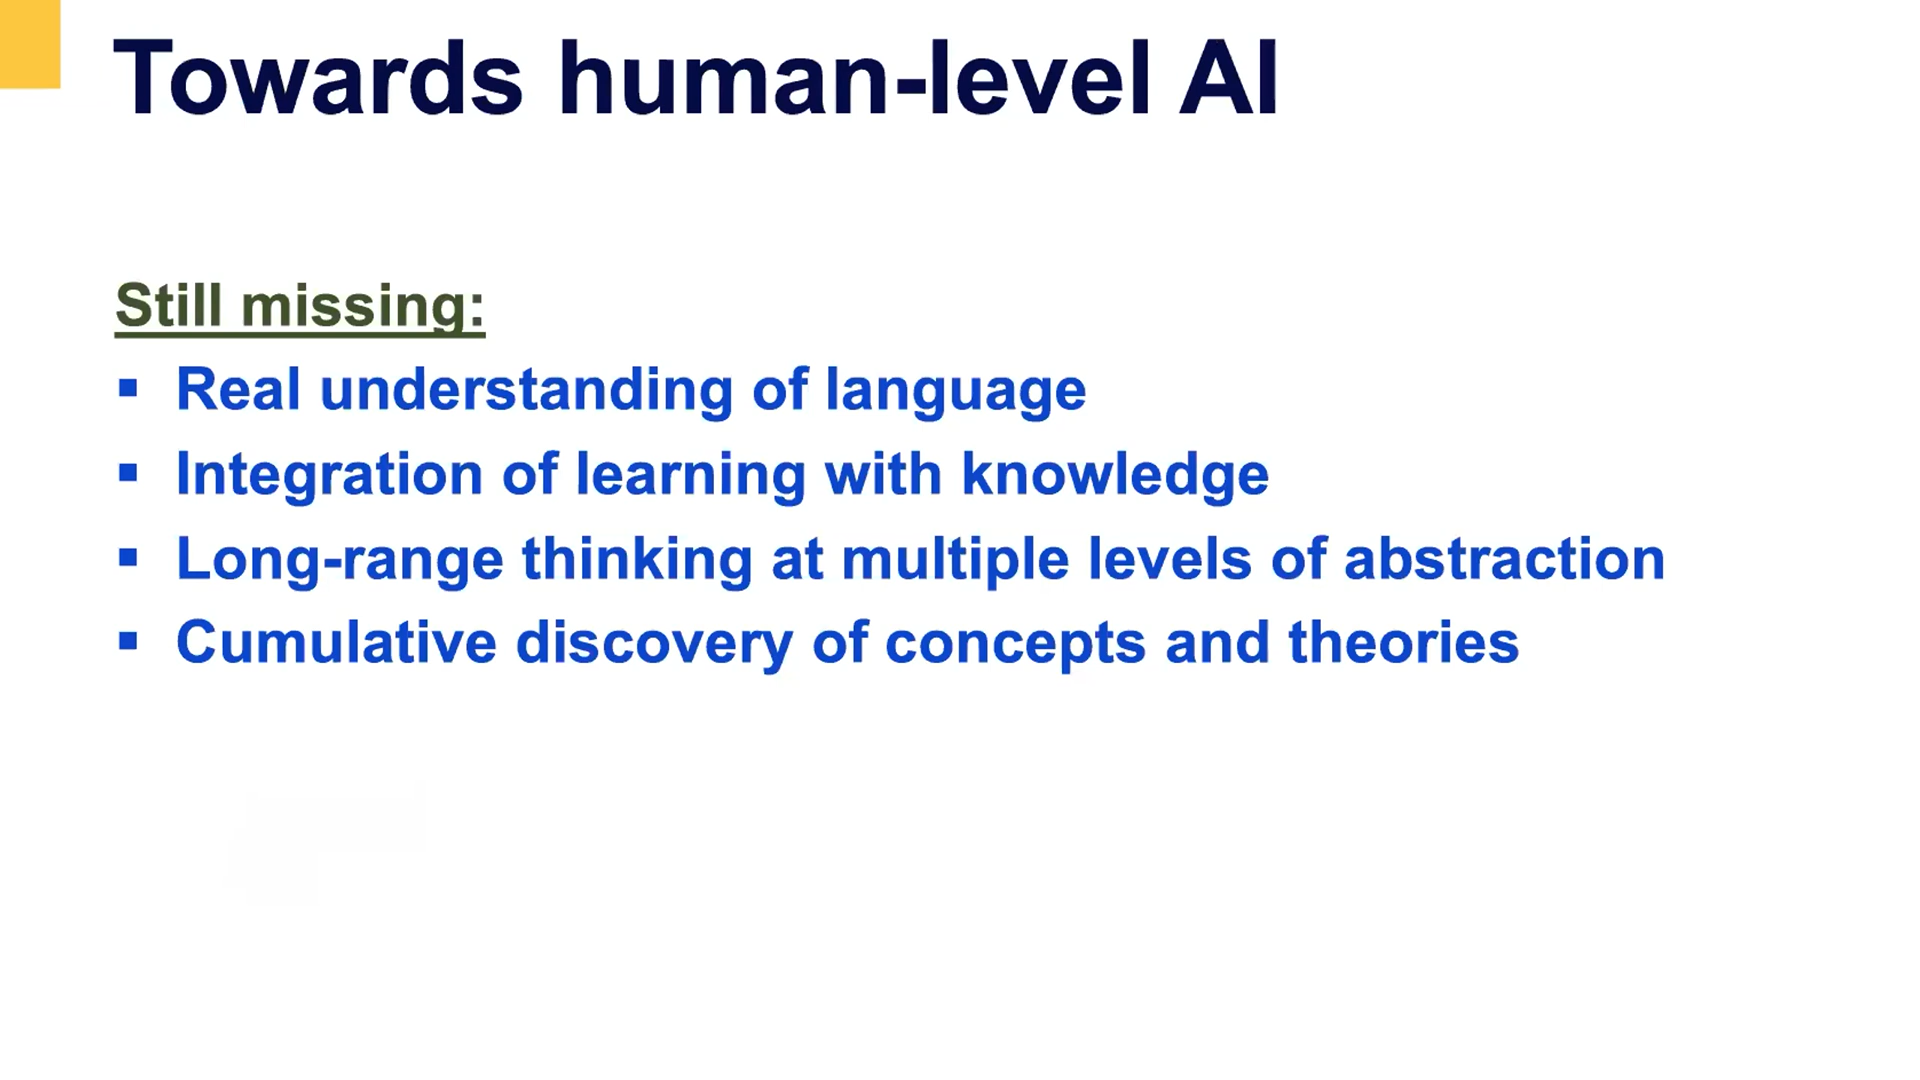 Towards human-level AI
Still missing:
▪ Real understanding of language
▪ Integration of learning with knowledge
▪ Long-range thinking at multiple levels of abstraction
▪ Cumulative discovery of concepts and theories